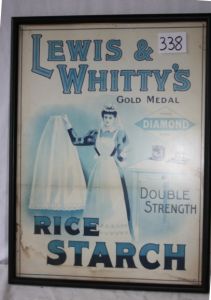 LEWIS &
338
WHITTY'S
GOLD MEDAL
DIAMOND
DOUBLE
STRENGTH
RICE
STARCH